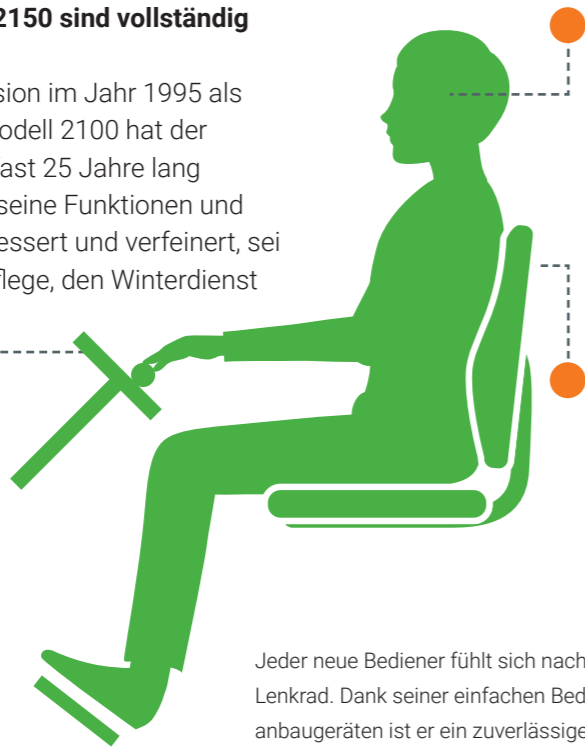 2150 sind vollständig
sion im Jahr 1995 als
odell 2100 hat der
ast 25 Jahre lang
seine Funktionen und
essert und verfeinert, sei
flege, den Winterdienst
Jeder neue Bediener fühlt sich nach
Lenkrad. Dank seiner einfachen Bed
anbaugeräten ist er ein zuverlässige